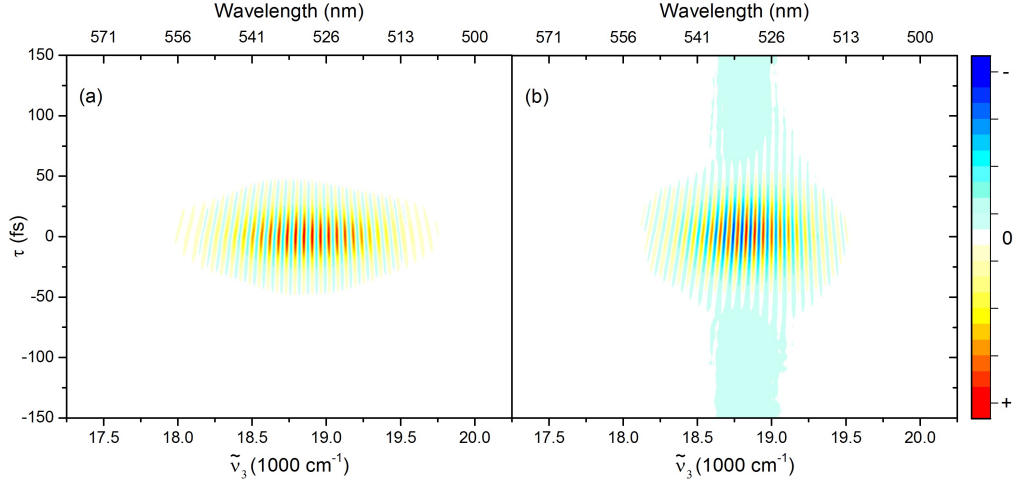 Wavelength (nm) Wavelength (nm)
571 556 541 526 513 500 571 556 541 526 513 500
150
(a) (b) -
100
50
τ (fs) 0 0
-50
-100
+
-150
17.5 18.0 18.5 19.0 19.5 20.0 17.5 18.0 18.5 19.0 19.5 20.0
ν̃₃ (1000 cm⁻¹) ν̃₃ (1000 cm⁻¹)